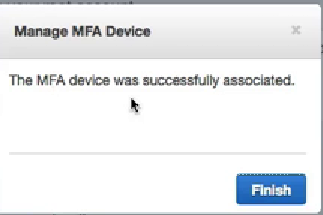 Manage MFA Device
The MFA device was successfully associated.
Finish